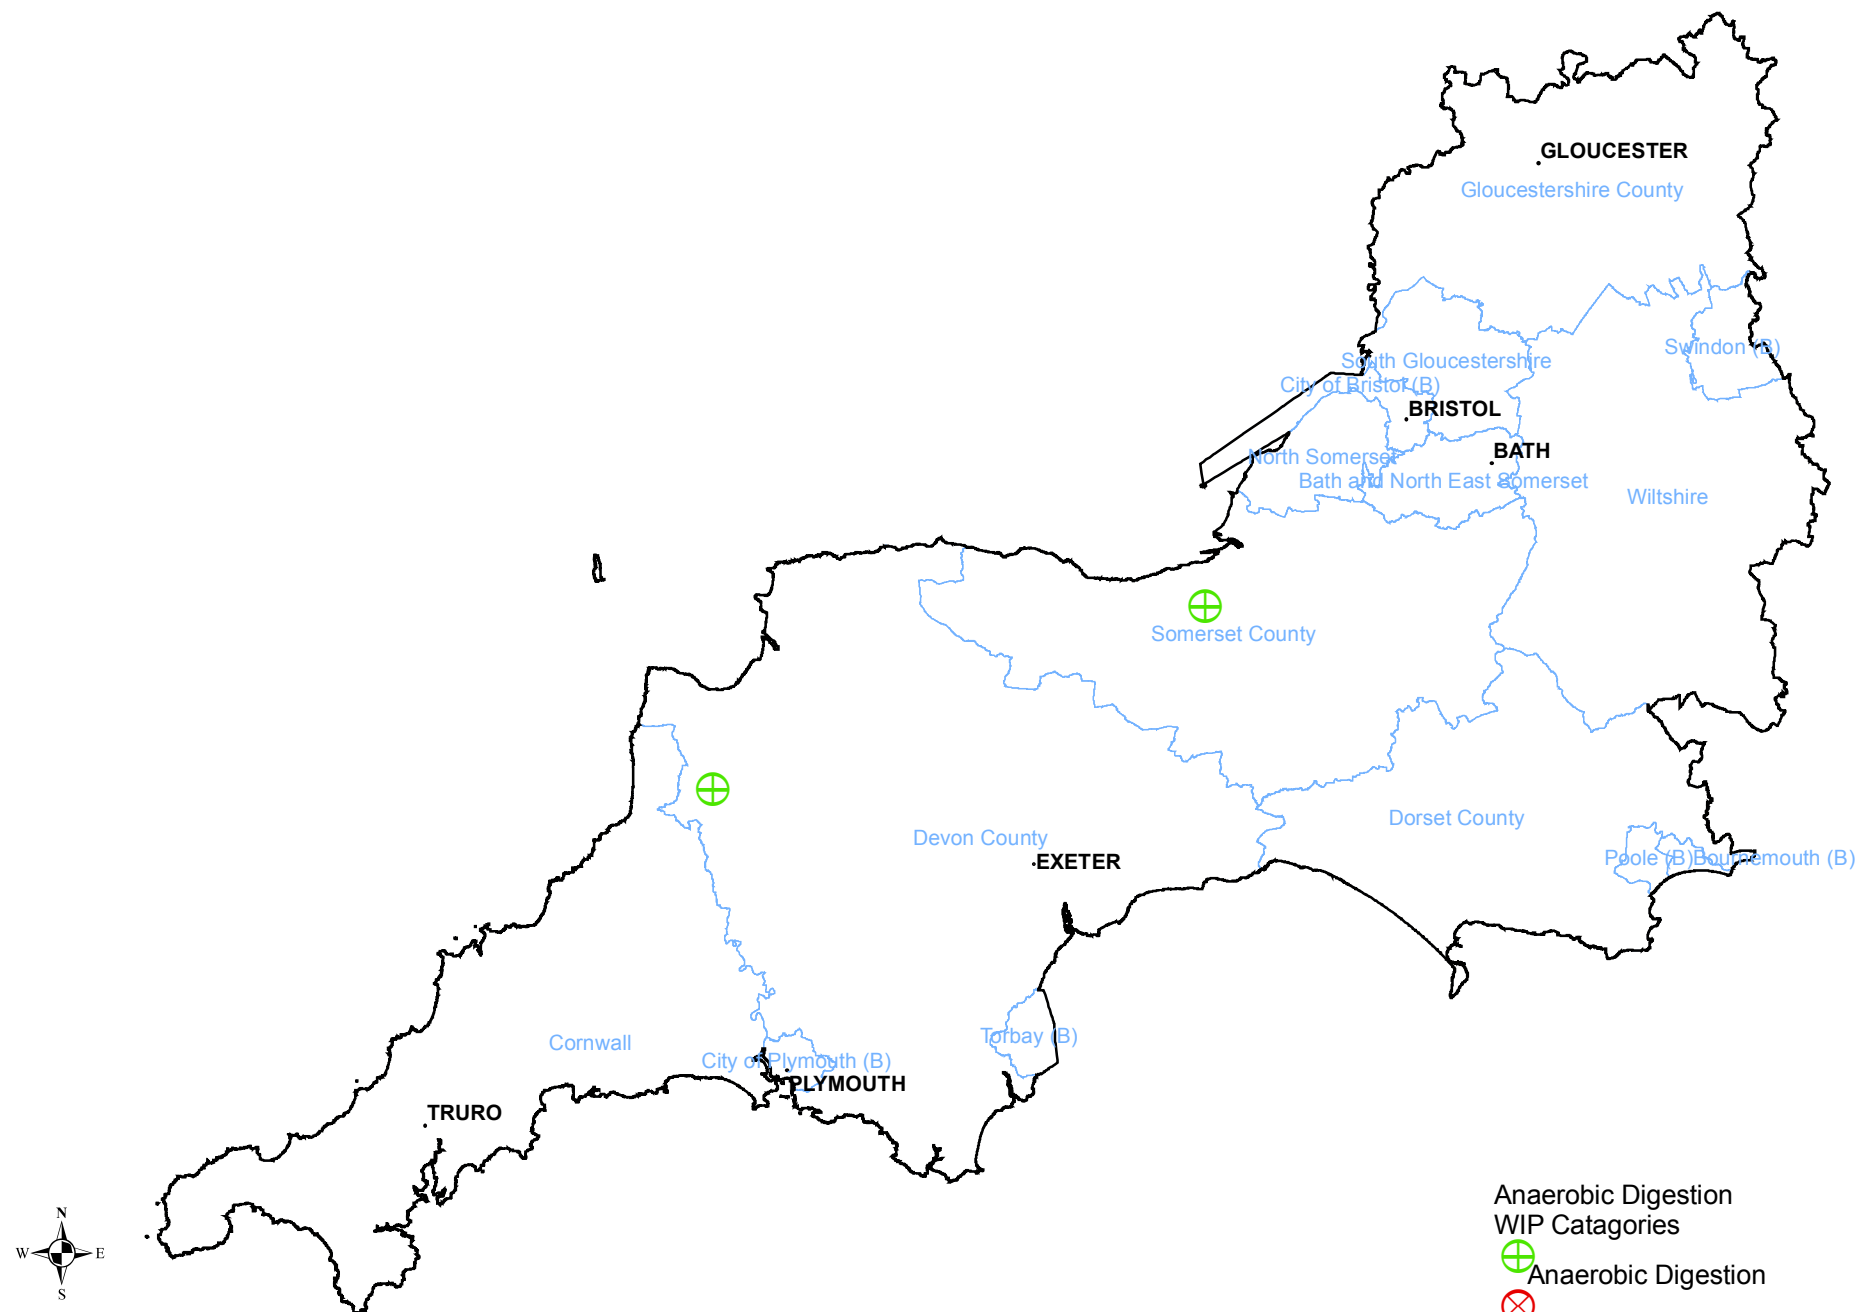 GLOUCESTER
Gloucestershire County
Swindon (B)
South Gloucestershire
City of Bristol (B)
BRISTOL
BATH
North Somerset
Bath and North East Somerset
Wiltshire
Somerset County
Dorset County
Devon County
EXETER
Poole (B)
Bournemouth (B)
Torbay (B)
Cornwall
City of Plymouth (B)
PLYMOUTH
TRURO
N
W
E
S
Anaerobic Digestion
WIP Catagories
Anaerobic Digestion